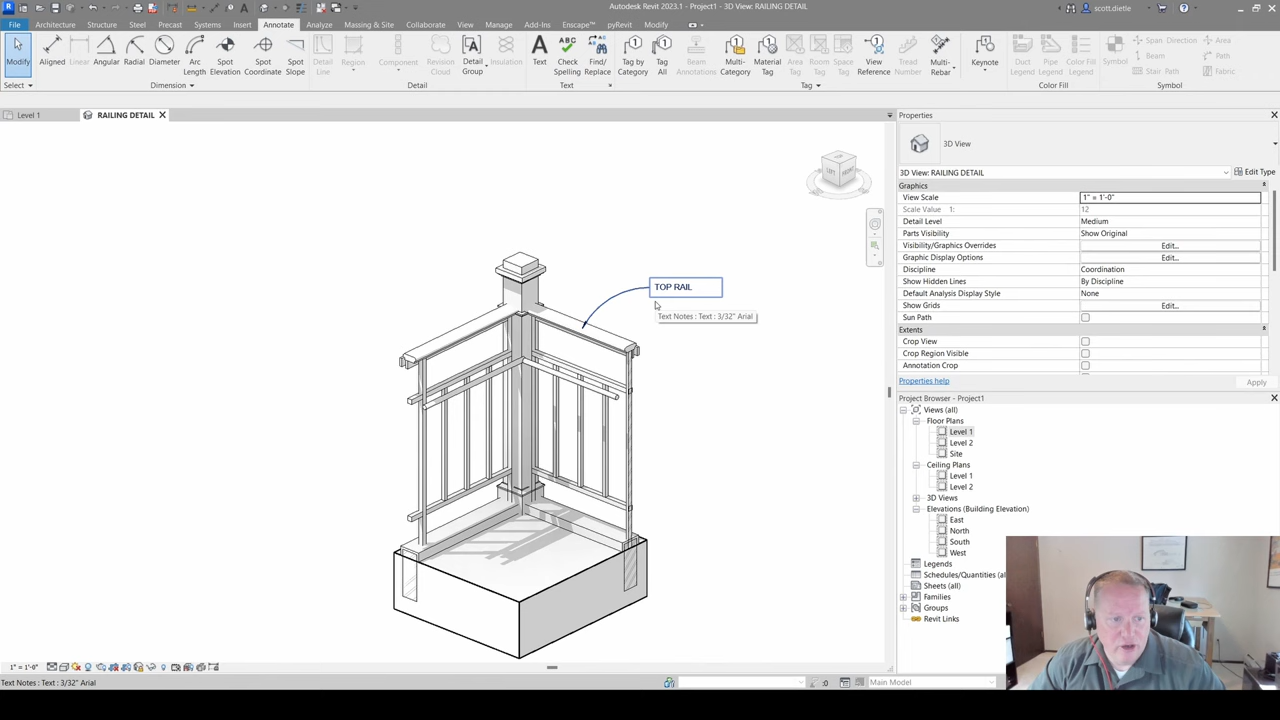 Autodesk Revit 2023.1 - Project1 - 3D View: RAILING DETAIL
scott.dietle
File Architecture Structure Steel Precast Systems Insert Annotate Analyze Massing & Site Collaborate View Manage Add-Ins Enscape™ pyRevit Modify
Modify
Aligned
Linear
Angular
Radial
Diameter
Arc
Length
Spot
Elevation
Spot
Coordinate
Spot
Slope
Detail
Line
Region
Component
Revision
Cloud
Detail
Group
Insulation
Text
Check
Spelling
Find/
Replace
Tag by
Category
Tag
All
Beam
Annotations
Multi-
Category
Material
Tag
Area
Tag
Room
Tag
Space
Tag
View
Reference
Tread
Number
Multi-
Rebar
Keynote
Duct
Legend
Pipe
Legend
Color Fill
Legend
Symbol
Span Direction
Beam
Stair Path
Area
Path
Fabric
Select
Dimension
Detail
Text
Tag
Color Fill
Symbol
Level 1
RAILING DETAIL
LEFT
FRONT
TOP RAIL
Text Notes : Text : 3/32" Arial
Properties
3D View
3D View: RAILING DETAIL
Edit Type
Graphics
View Scale 1" = 1'-0"
Scale Value 1: 12
Detail Level Medium
Parts Visibility Show Original
Visibility/Graphics Overrides Edit...
Graphic Display Options Edit...
Discipline Coordination
Show Hidden Lines By Discipline
Default Analysis Display Style None
Show Grids Edit...
Sun Path
Extents
Crop View
Crop Region Visible
Annotation Crop
Properties help
Apply
Project Browser - Project1
Views (all)
Floor Plans
Level 1
Level 2
Site
Ceiling Plans
Level 1
Level 2
3D Views
Elevations (Building Elevation)
East
North
South
West
Legends
Schedules/Quantities (al
Sheets (all)
Families
Groups
Revit Links
1" = 1'-0"
Text Notes : Text : 3/32" Arial
:0
Main Model